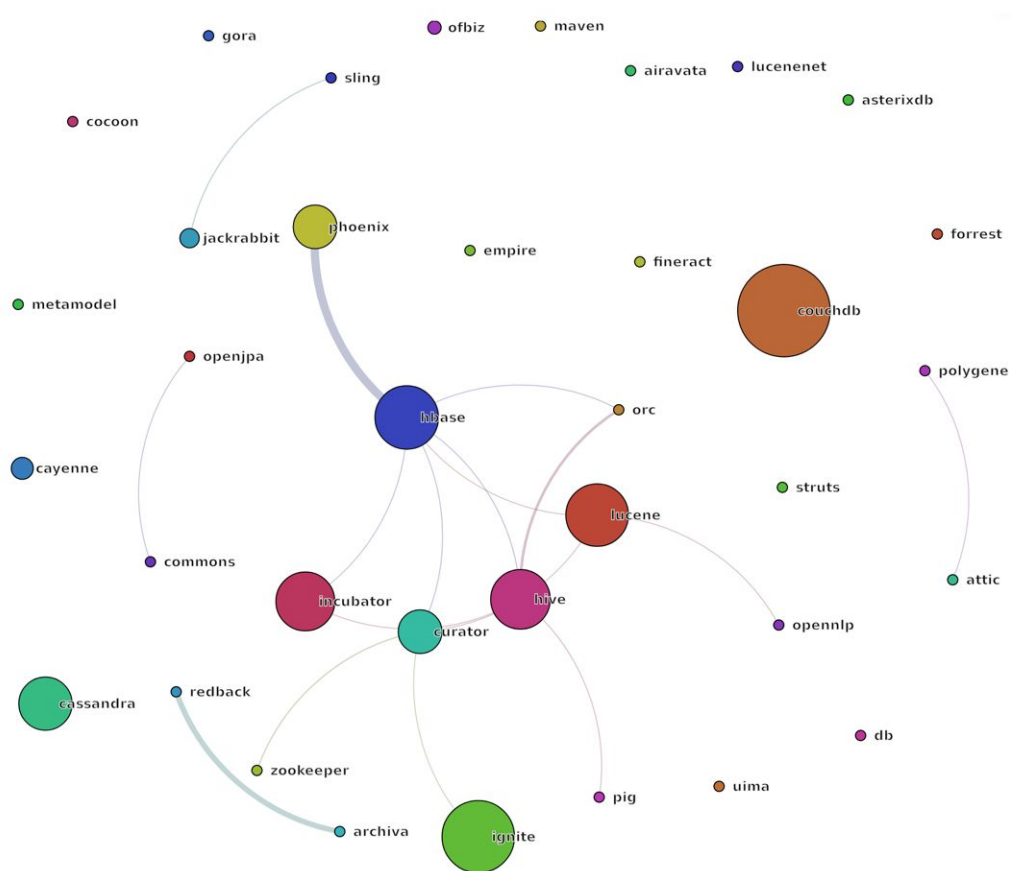 ofbiz
maven
gora
airavata
lucenenet
sling
asterixdb
cocoon
phoenix
jackrabbit
forrest
empire
fineract
metamodel
couchdb
openjpa
polygene
orc
hbase
cayenne
struts
lucene
commons
attic
incubator
hive
opennlp
curator
redback
cassandra
db
zookeeper
uima
pig
archiva
ignite